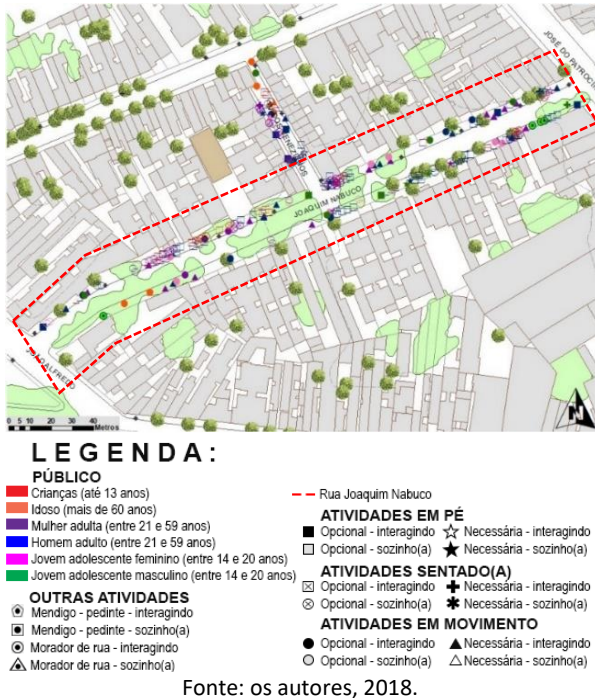 JOSÉ DO PATROCÍ
JOAQUIM NABUCO
JOÃO ALFREDO
0 5 10 20 30 40
Metros
N
LEGENDA:
PÚBLICO
Crianças (até 13 anos)
Idoso (mais de 60 anos)
Mulher adulta (entre 21 e 59 anos)
Homem adulto (entre 21 e 59 anos)
Jovem adolescente feminino (entre 14 e 20 anos)
Jovem adolescente masculino (entre 14 e 20 anos)
OUTRAS ATIVIDADES
Mendigo - pedinte - interagindo
Mendigo - pedinte - sozinho(a)
Morador de rua - interagindo
Morador de rua - sozinho(a)
Rua Joaquim Nabuco
ATIVIDADES EM PÉ
Opcional - interagindo Necessária - interagindo
Opcional - sozinho(a) Necessária - sozinho(a)
ATIVIDADES SENTADO(A)
Opcional - interagindo Necessária - interagindo
Opcional - sozinho(a) Necessária - sozinho(a)
ATIVIDADES EM MOVIMENTO
Opcional - interagindo Necessária - interagindo
Opcional - sozinho(a) Necessária - sozinho(a)
Fonte: os autores, 2018.